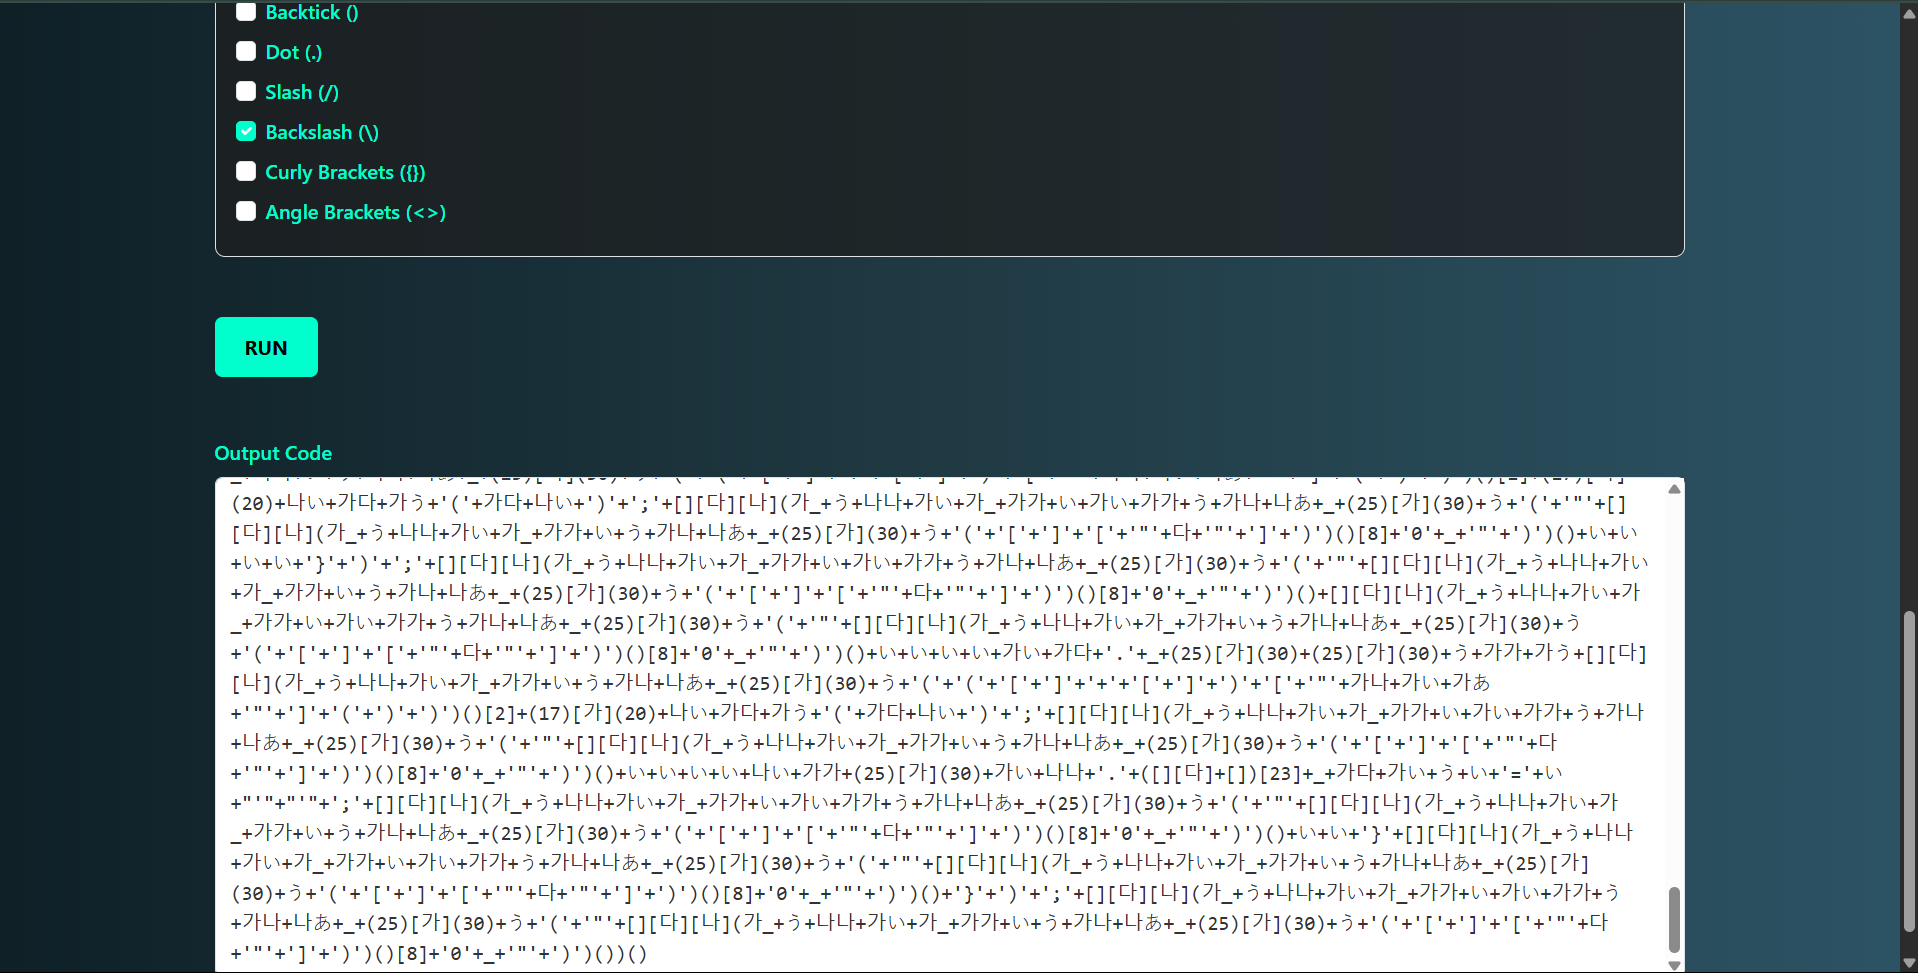 Backtick ()
Dot (.)
Slash (/)
Backslash (\)
Curly Brackets ({})
Angle Brackets (<>)
RUN
Output Code
(20)+나い+가다+가う+'('+가다+나い+')'+';'+[][다][나](가_+う+나나+가い+가_+가가+い+가い+가가+う+가나+나あ+_+(25)[가](30)+う+'('+'"'+[]
[다][나](가_+う+나나+가い+가_+가가+い+う+가나+나あ+_+(25)[가](30)+う+'('+'['+']'+'['+'"'+다+'"'+']'+')')()[8]+'0'+_+'"'+')')()+い+い
+い+い+'}'+')'+';'+[][다][나](가_+う+나나+가い+가_+가가+い+가い+가가+う+가나+나あ+_+(25)[가](30)+う+'('+'"'+[][다][나](가_+う+나나+가い
+가_+가가+い+う+가나+나あ+_+(25)[가](30)+う+'('+'['+']'+'['+'"'+다+'"'+']'+')')()[8]+'0'+_+'"'+')')()+[][다][나](가_+う+나나+가い+가
_+가가+い+가い+가가+う+가나+나あ+_+(25)[가](30)+う+'('+'"'+[][다][나](가_+う+나나+가い+가_+가가+い+う+가나+나あ+_+(25)[가](30)+う
+'('+'['+']'+'['+'"'+다+'"'+']'+')')()[8]+'0'+_+'"'+')')()+い+い+い+い+가い+가다+'.'+_+(25)[가](30)+(25)[가](30)+う+가가+가う+[][다]
[나](가_+う+나나+가い+가_+가가+い+う+가나+나あ+_+(25)[가](30)+う+'('+'('+'['+']'+'+'+'['+']'+')'+'['+'"'+가나+가い+가あ
+'"'+']'+'('+')'+')')()[2]+(17)[가](20)+나い+가다+가う+'('+가다+나い+')'+';'+[][다][나](가_+う+나나+가い+가_+가가+い+가い+가가+う+가나
+나あ+_+(25)[가](30)+う+'('+'"'+[][다][나](가_+う+나나+가い+가_+가가+い+う+가나+나あ+_+(25)[가](30)+う+'('+'['+']'+'['+'"'+다
+'"'+']'+')')()[8]+'0'+_+'"'+')')()+い+い+い+い+나い+가가+(25)[가](30)+가い+나나+'.'+([][다]+[])[23]+_+가다+가い+う+い+'='+い
+"'"+"'"+';'+[][다][나](가_+う+나나+가い+가_+가가+い+가い+가가+う+가나+나あ+_+(25)[가](30)+う+'('+'"'+[][다][나](가_+う+나나+가い+가
_+가가+い+う+가나+나あ+_+(25)[가](30)+う+'('+'['+']'+'['+'"'+다+'"'+']'+')')()[8]+'0'+_+'"'+')')()+い+い+'}'+[][다][나](가_+う+나나
+가い+가_+가가+い+가い+가가+う+가나+나あ+_+(25)[가](30)+う+'('+'"'+[][다][나](가_+う+나나+가い+가_+가가+い+う+가나+나あ+_+(25)[가]
(30)+う+'('+'['+']'+'['+'"'+다+'"'+']'+')')()[8]+'0'+_+'"'+')')()+'}'+')'+';'+[][다][나](가_+う+나나+가い+가_+가가+い+가い+가가+う
+가나+나あ+_+(25)[가](30)+う+'('+'"'+[][다][나](가_+う+나나+가い+가_+가가+い+う+가나+나あ+_+(25)[가](30)+う+'('+'['+']'+'['+'"'+다
+'"'+']'+')')()[8]+'0'+_+'"'+')')())()